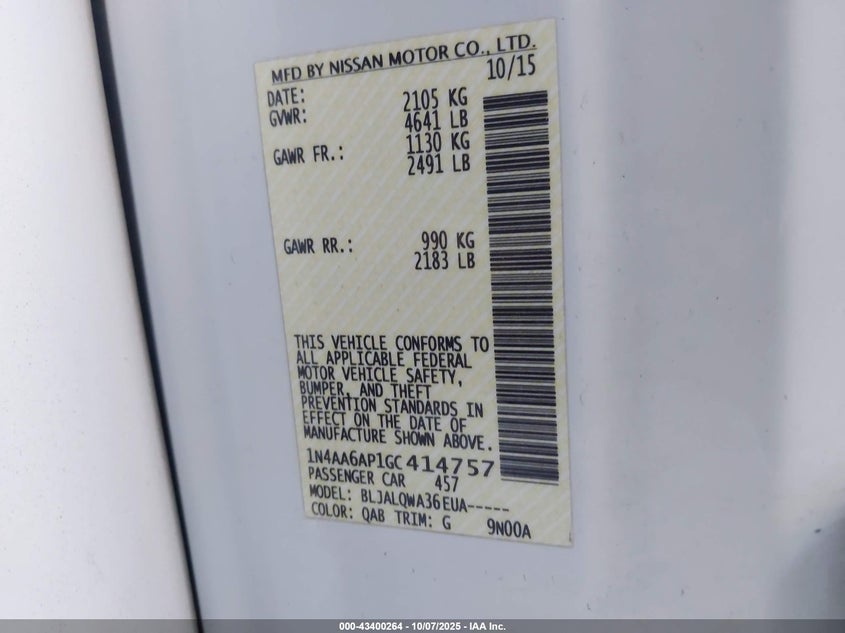 MFD BY NISSAN MOTOR CO., LTD.
DATE: 10/15
GVWR: 2105 KG
4641 LB
GAWR FR.: 1130 KG
2491 LB
GAWR RR.: 990 KG
2183 LB
THIS VEHICLE CONFORMS TO
ALL APPLICABLE FEDERAL
MOTOR VEHICLE SAFETY,
BUMPER, AND THEFT
PREVENTION STANDARDS IN
EFFECT ON THE DATE OF
MANUFACTURE SHOWN ABOVE.
1N4AA6AP1GC414757
PASSENGER CAR 457
MODEL: BLJALQWA36EUA-----
COLOR: QAB TRIM: G 9N00A
000-43400264 - 10/07/2025 - IAA Inc.